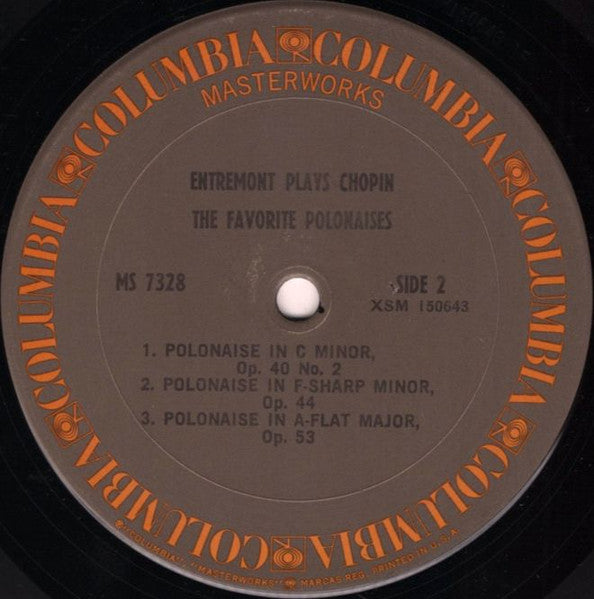 COLUMBIA COLUMBIA COLUMBIA COLUMBIA COLUMBIA COLUMBIA
MASTERWORKS
ENTREMONT PLAYS CHOPIN
THE FAVORITE POLONAISES
MS 7328
SIDE 2
XSM 150643
1. POLONAISE IN C MINOR,
Op. 40 No. 2
2. POLONAISE IN F-SHARP MINOR,
Op. 44
3. POLONAISE IN A-FLAT MAJOR,
Op. 53
"COLUMBIA" "MASTERWORKS" MARCAS REG. PRINTED IN U.S.A.